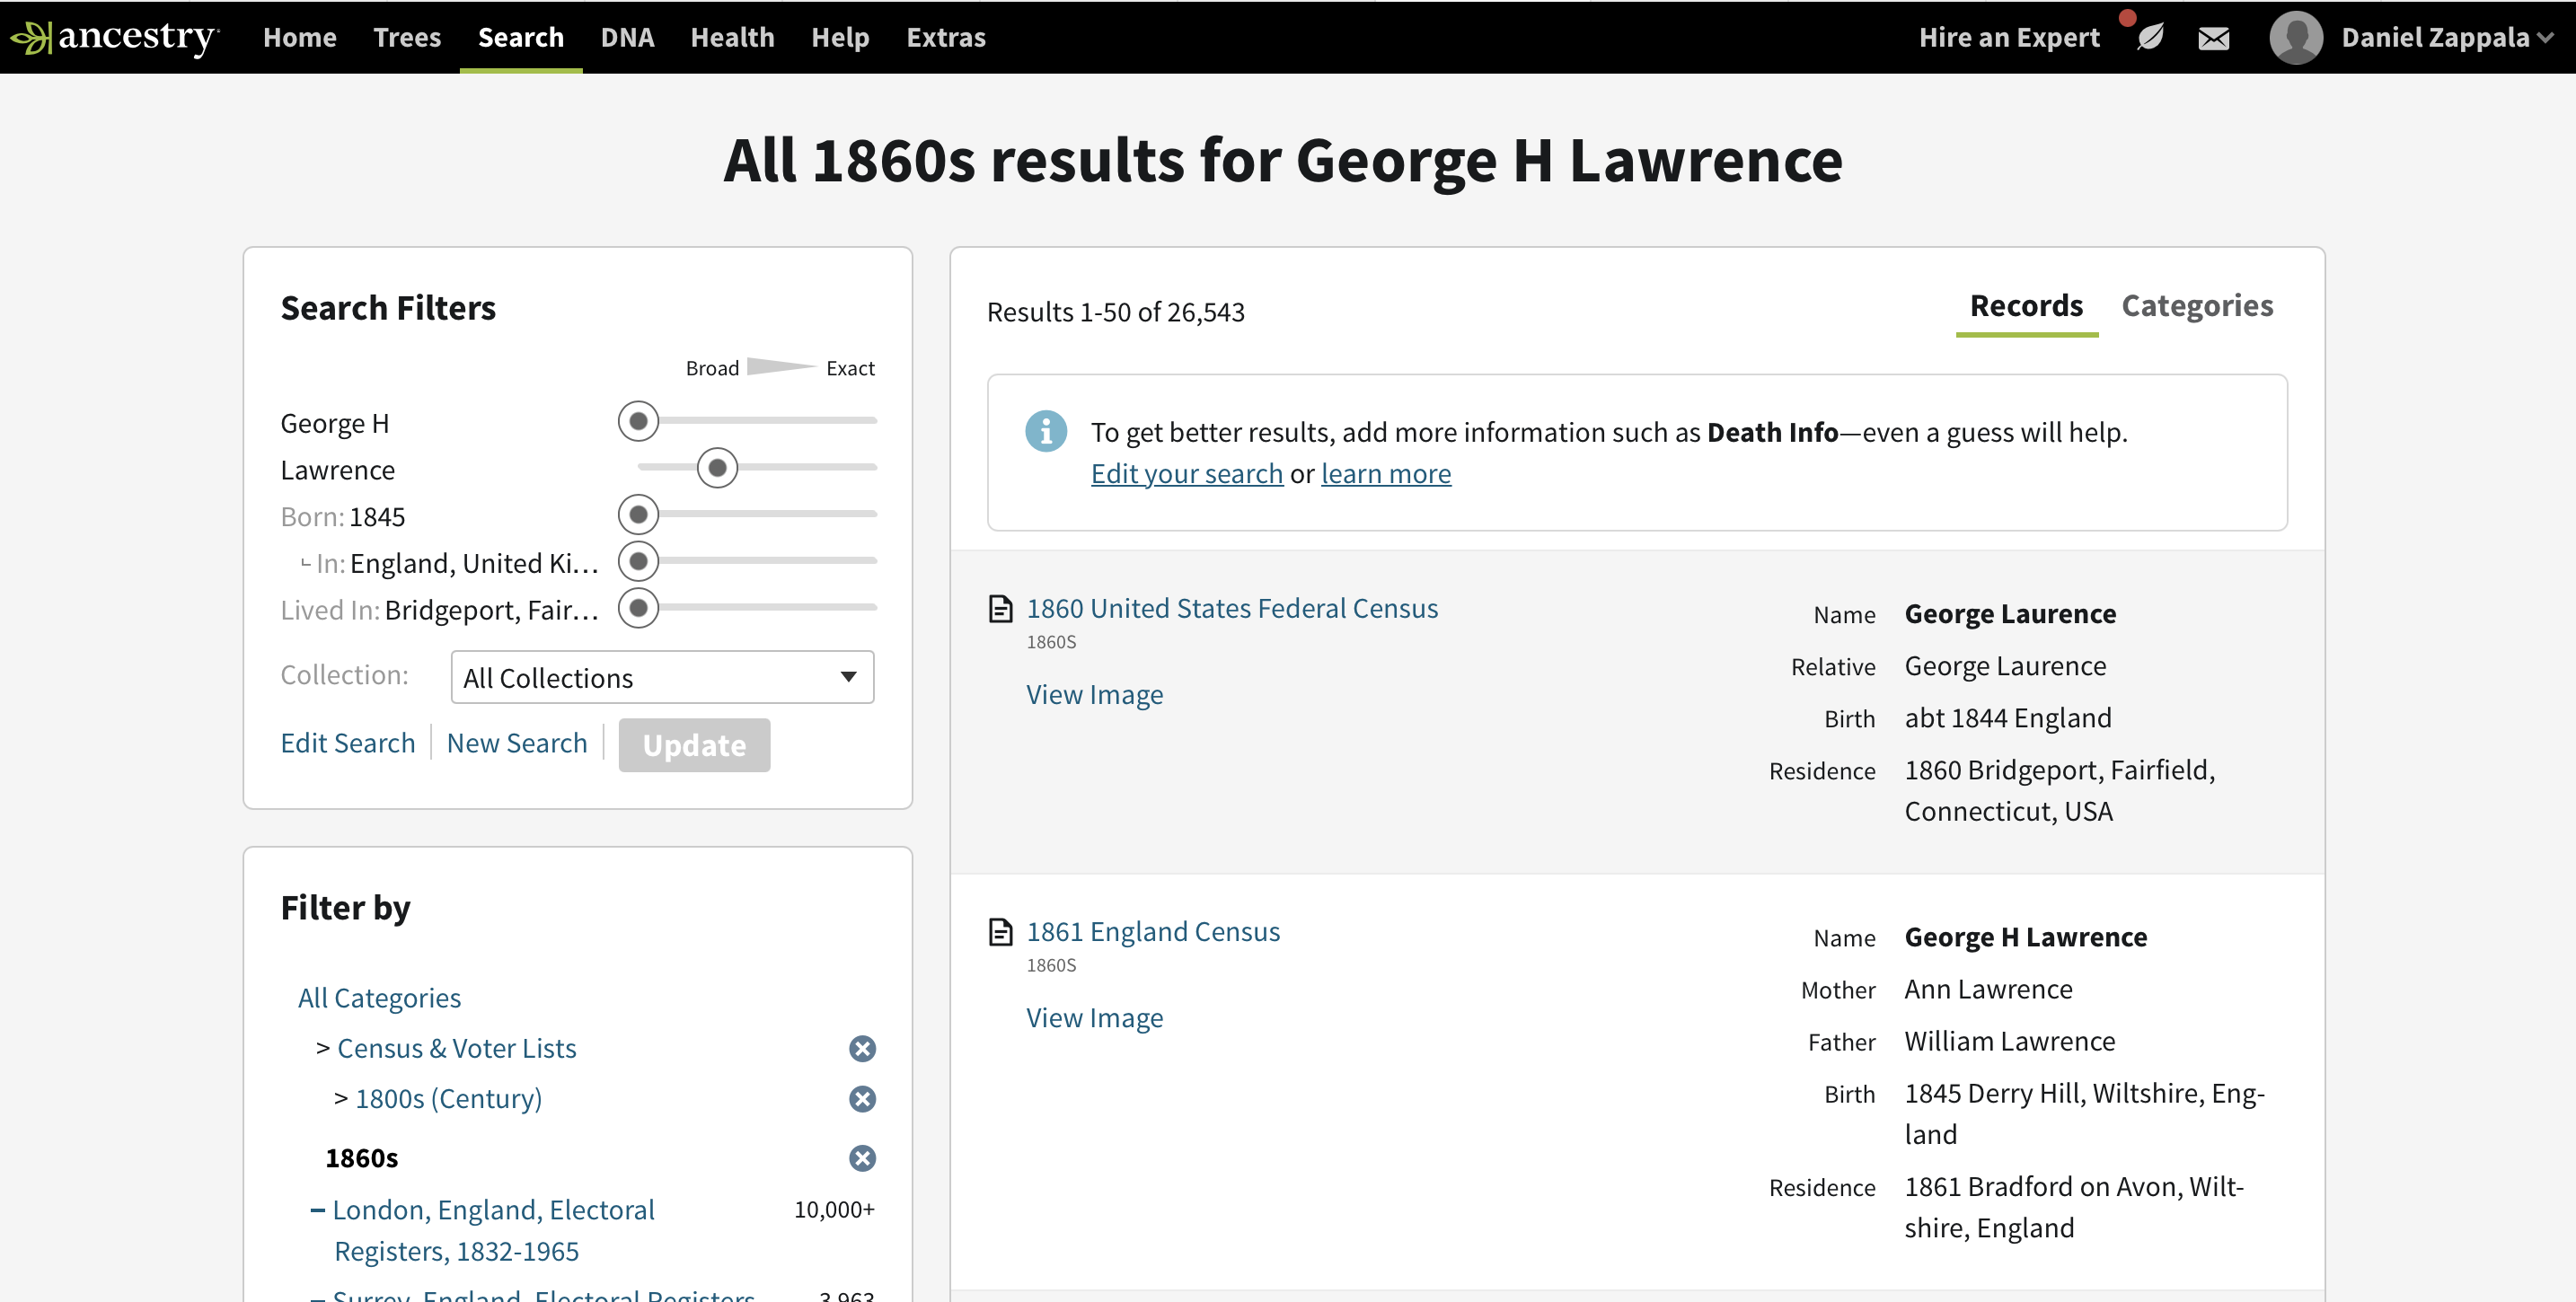 ancestry
Home Trees Search DNA Health Help Extras
Hire an Expert
Daniel Zappala
All 1860s results for George H Lawrence
Search Filters
Broad Exact
George H
Lawrence
Born: 1845
In: England, United Ki…
Lived In: Bridgeport, Fair…
Collection: All Collections
Edit Search New Search Update
Filter by
All Categories
> Census & Voter Lists
> 1800s (Century)
1860s
London, England, Electoral 10,000+
Registers, 1832-1965
Surrey, England, Electoral Registers 3,963
Results 1-50 of 26,543
Records Categories
To get better results, add more information such as Death Info—even a guess will help.
Edit your search or learn more
1860 United States Federal Census
1860S
View Image
Name George Laurence
Relative George Laurence
Birth abt 1844 England
Residence 1860 Bridgeport, Fairfield,
Connecticut, USA
1861 England Census
1860S
View Image
Name George H Lawrence
Mother Ann Lawrence
Father William Lawrence
Birth 1845 Derry Hill, Wiltshire, Eng-
land
Residence 1861 Bradford on Avon, Wilt-
shire, England